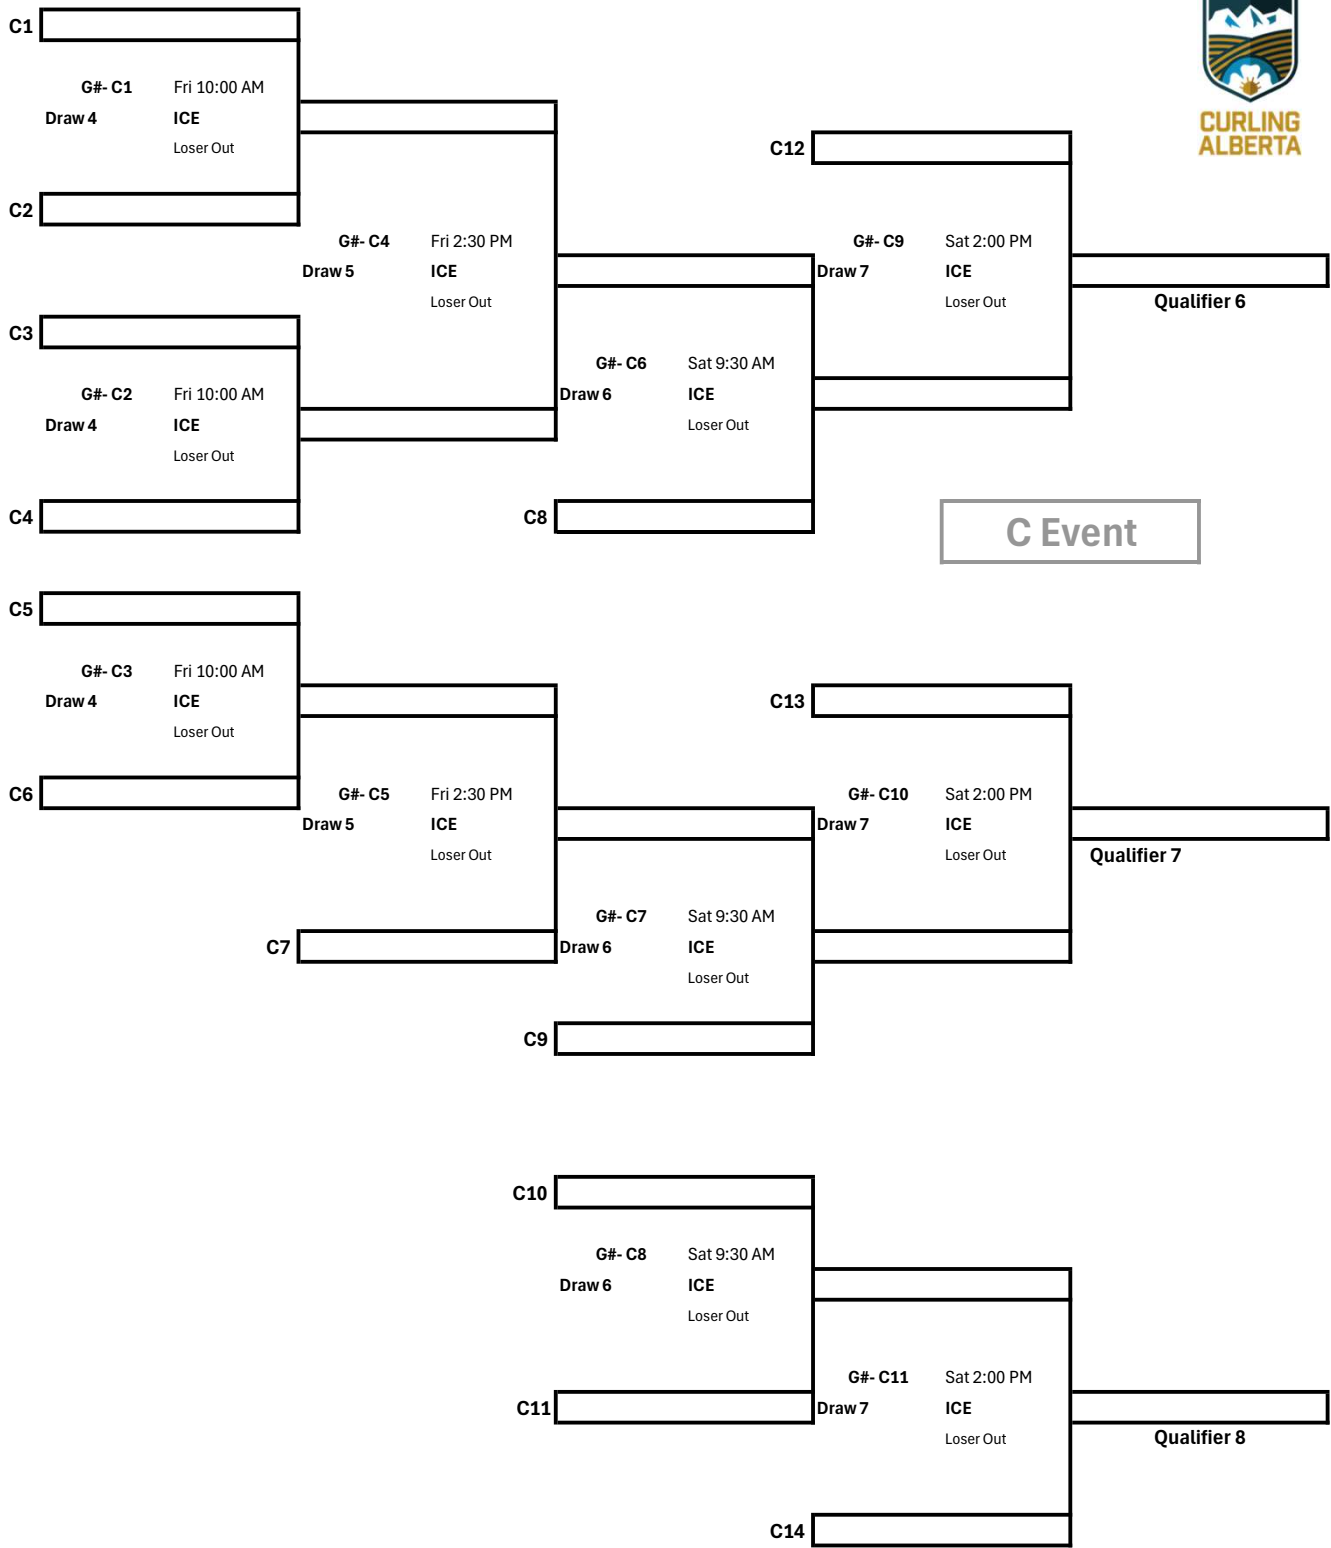 C1
G#- C1 Fri 10:00 AM
Draw 4 ICE
Loser Out
C2
C3
G#- C2 Fri 10:00 AM
Draw 4 ICE
Loser Out
C4
G#- C4 Fri 2:30 PM
Draw 5 ICE
Loser Out
G#- C6 Sat 9:30 AM
Draw 6 ICE
Loser Out
C8
C12
G#- C9 Sat 2:00 PM
Draw 7 ICE
Loser Out
Qualifier 6
CURLING
ALBERTA
C Event
C5
G#- C3 Fri 10:00 AM
Draw 4 ICE
Loser Out
C6
G#- C5 Fri 2:30 PM
Draw 5 ICE
Loser Out
C7
G#- C7 Sat 9:30 AM
Draw 6 ICE
Loser Out
C9
C13
G#- C10 Sat 2:00 PM
Draw 7 ICE
Loser Out
Qualifier 7
C10
G#- C8 Sat 9:30 AM
Draw 6 ICE
Loser Out
C11
G#- C11 Sat 2:00 PM
Draw 7 ICE
Loser Out
Qualifier 8
C14